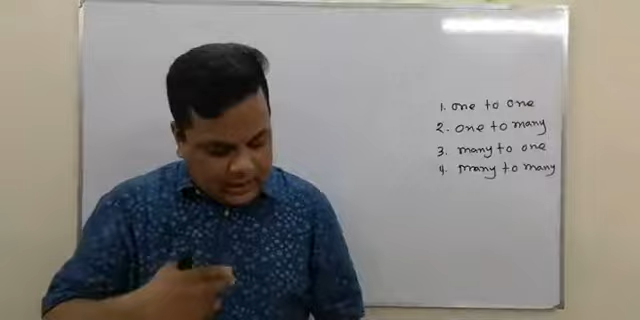 1. one to one
2. one to many
3. many to one
4. many to many